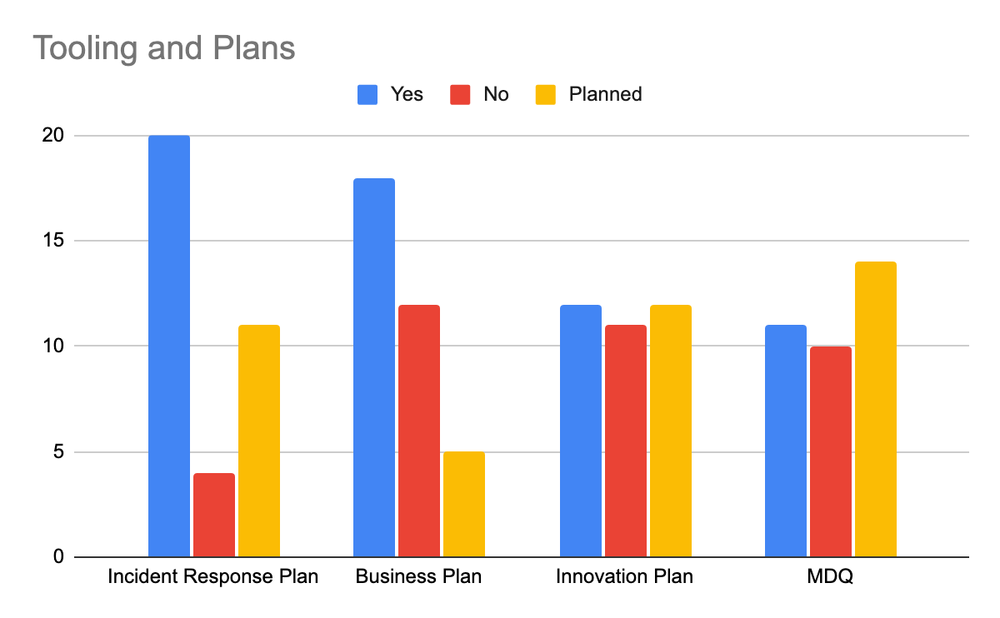 Tooling and Plans
Yes No Planned
20
15
10
5
0
Incident Response Plan Business Plan Innovation Plan MDQ